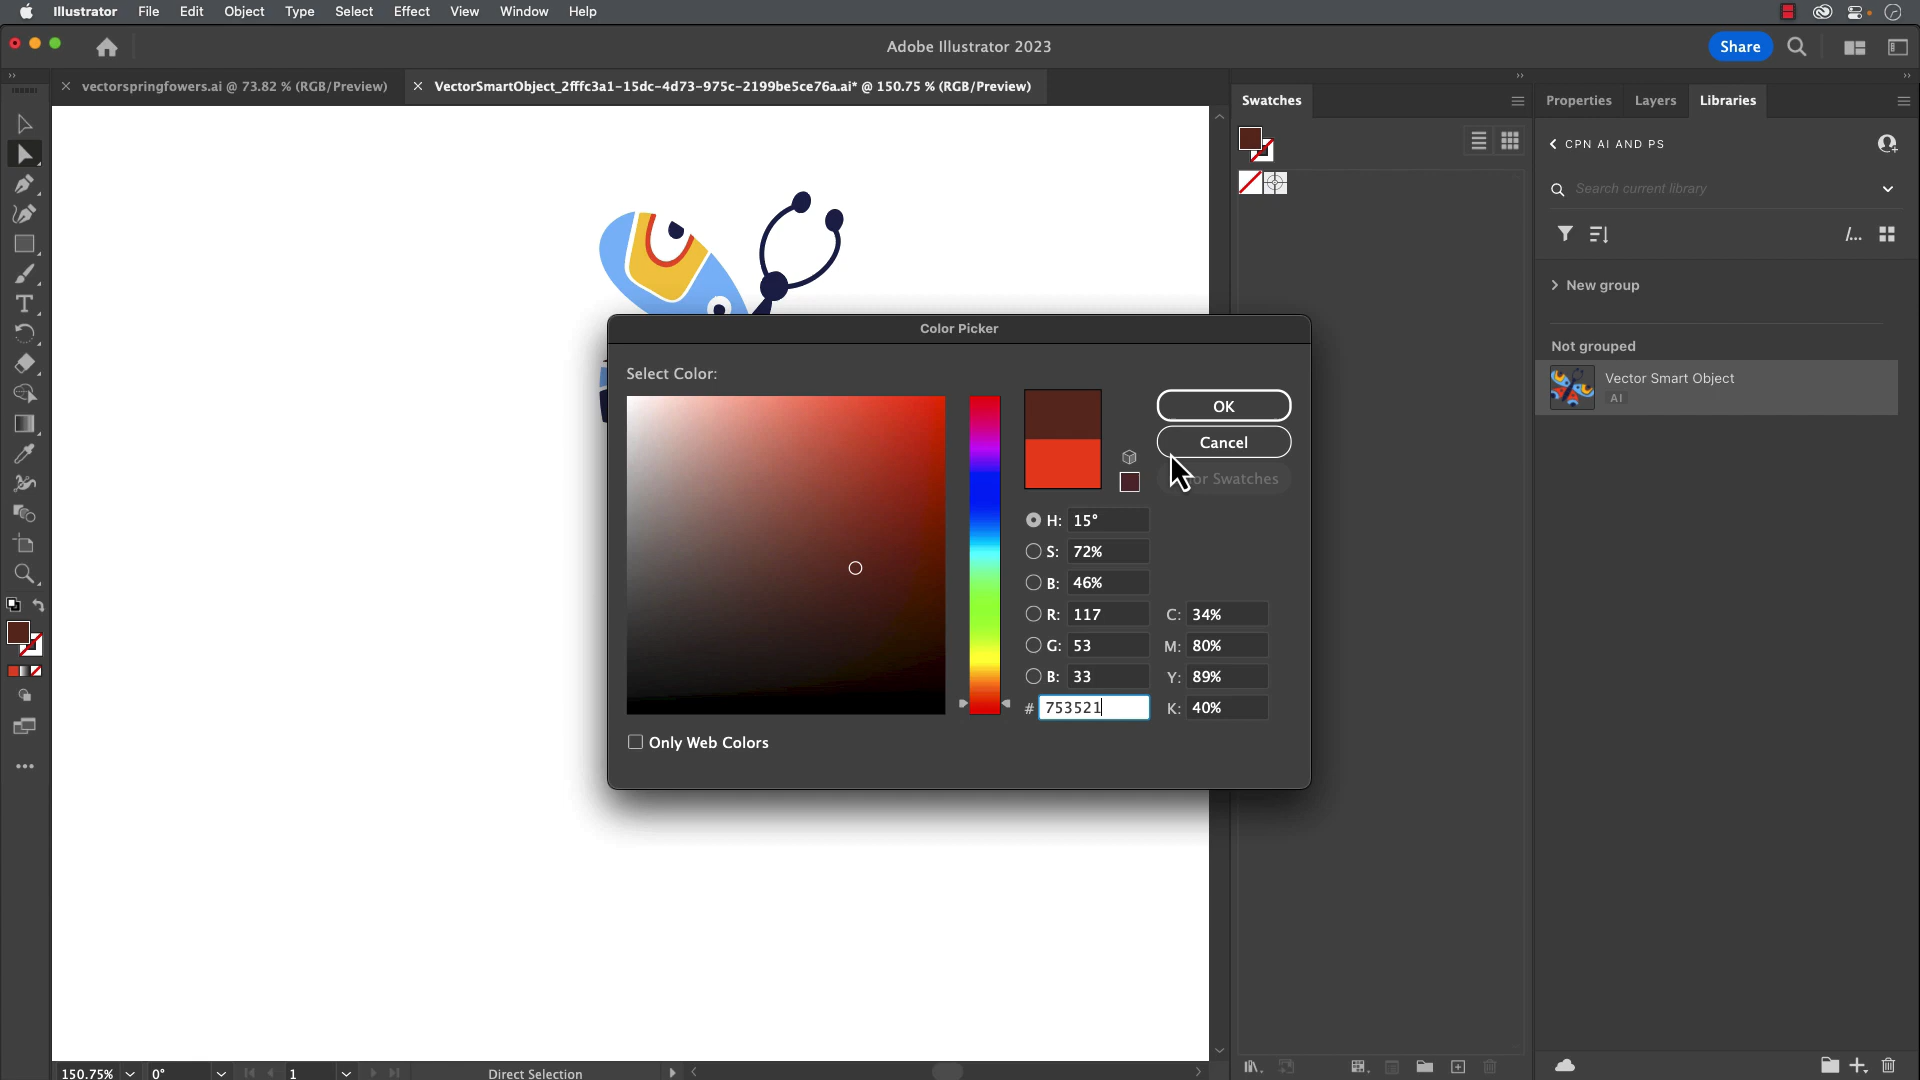 Illustrator File Edit Object Type Select Effect View Window Help
Adobe Illustrator 2023
Share
vectorspringfowers.ai @ 73.82 % (RGB/Preview)
VectorSmartObject_2fffc3a1-15dc-4d73-975c-2199be5ce76a.ai* @ 150.75 % (RGB/Preview)
Swatches
Properties Layers Libraries
CPN AI AND PS
Search current library
New group
Not grouped
Vector Smart Object
AI
Color Picker
Select Color:
OK
Cancel
Swatches
H: 15°
S: 72%
B: 46%
R: 117
C: 34%
G: 53
M: 80%
B: 33
Y: 89%
# 753521
K: 40%
Only Web Colors
150.75% 0° 1 Direct Selection